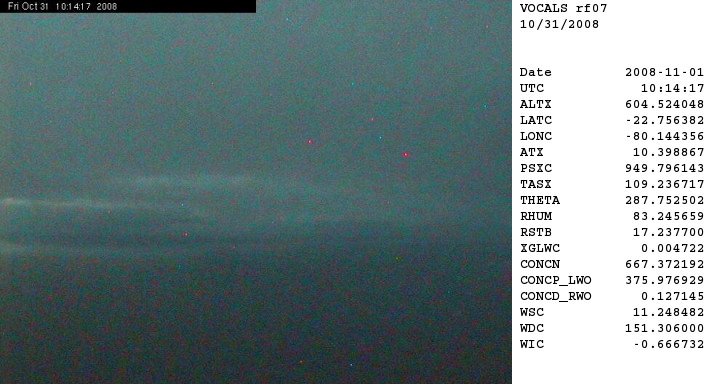 Fri Oct 31 10:14:17 2008
VOCALS rf07
10/31/2008
Date 2008-11-01
UTC 10:14:17
ALTX 604.524048
LATC -22.756382
LONC -80.144356
ATX 10.398867
PSXC 949.796143
TASX 109.236717
THETA 287.752502
RHUM 83.245659
RSTB 17.237700
XGLWC 0.004722
CONCN 667.372192
CONCP_LWO 375.976929
CONCD_RWO 0.127145
WSC 11.248482
WDC 151.306000
WIC -0.666732